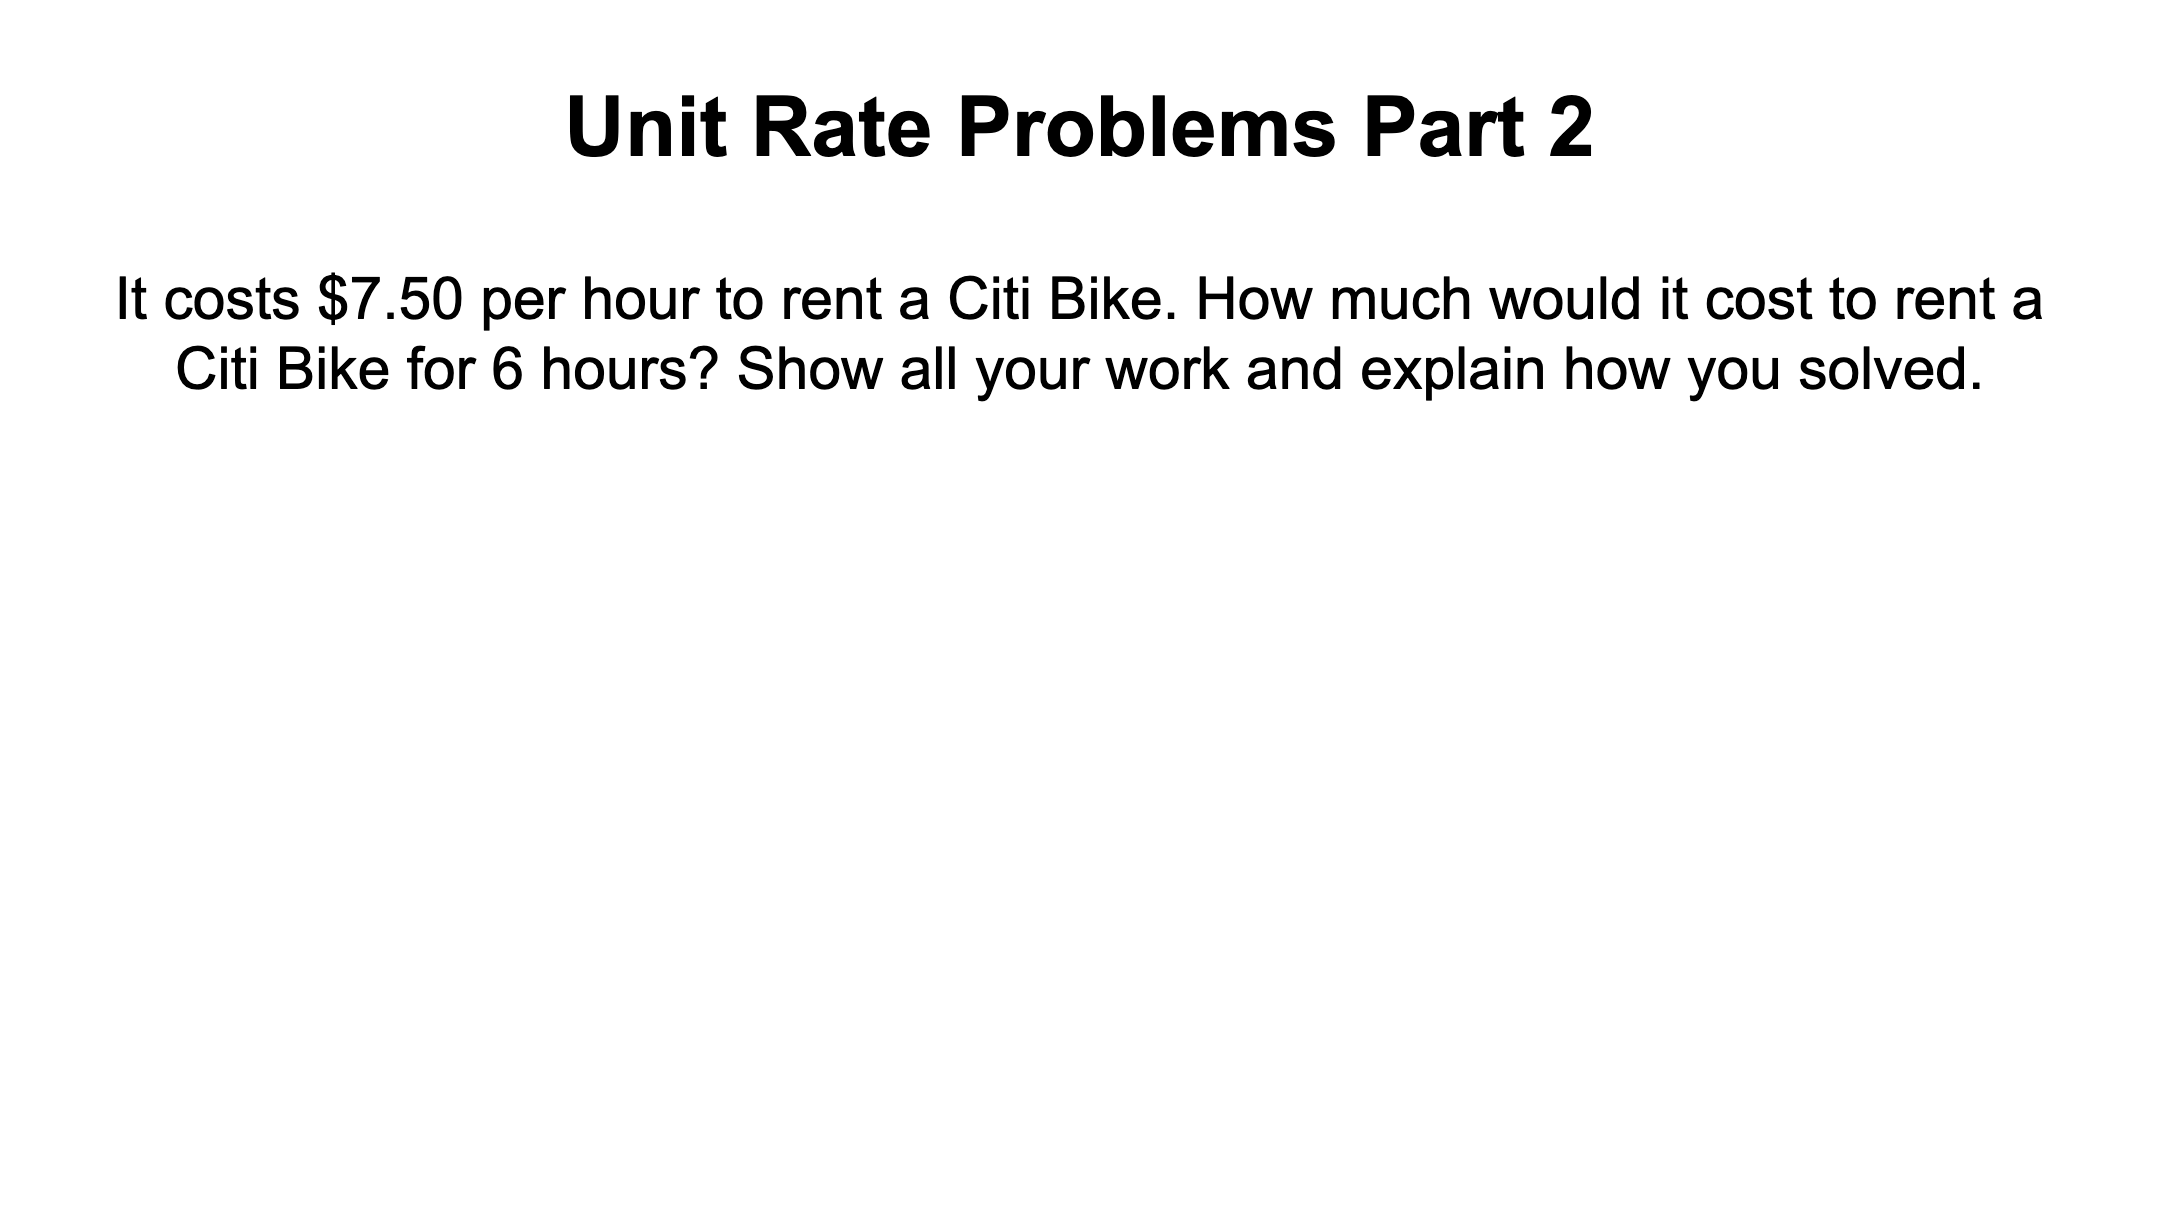 Unit Rate Problems Part 2
It costs $7.50 per hour to rent a Citi Bike. How much would it cost to rent a
Citi Bike for 6 hours? Show all your work and explain how you solved.